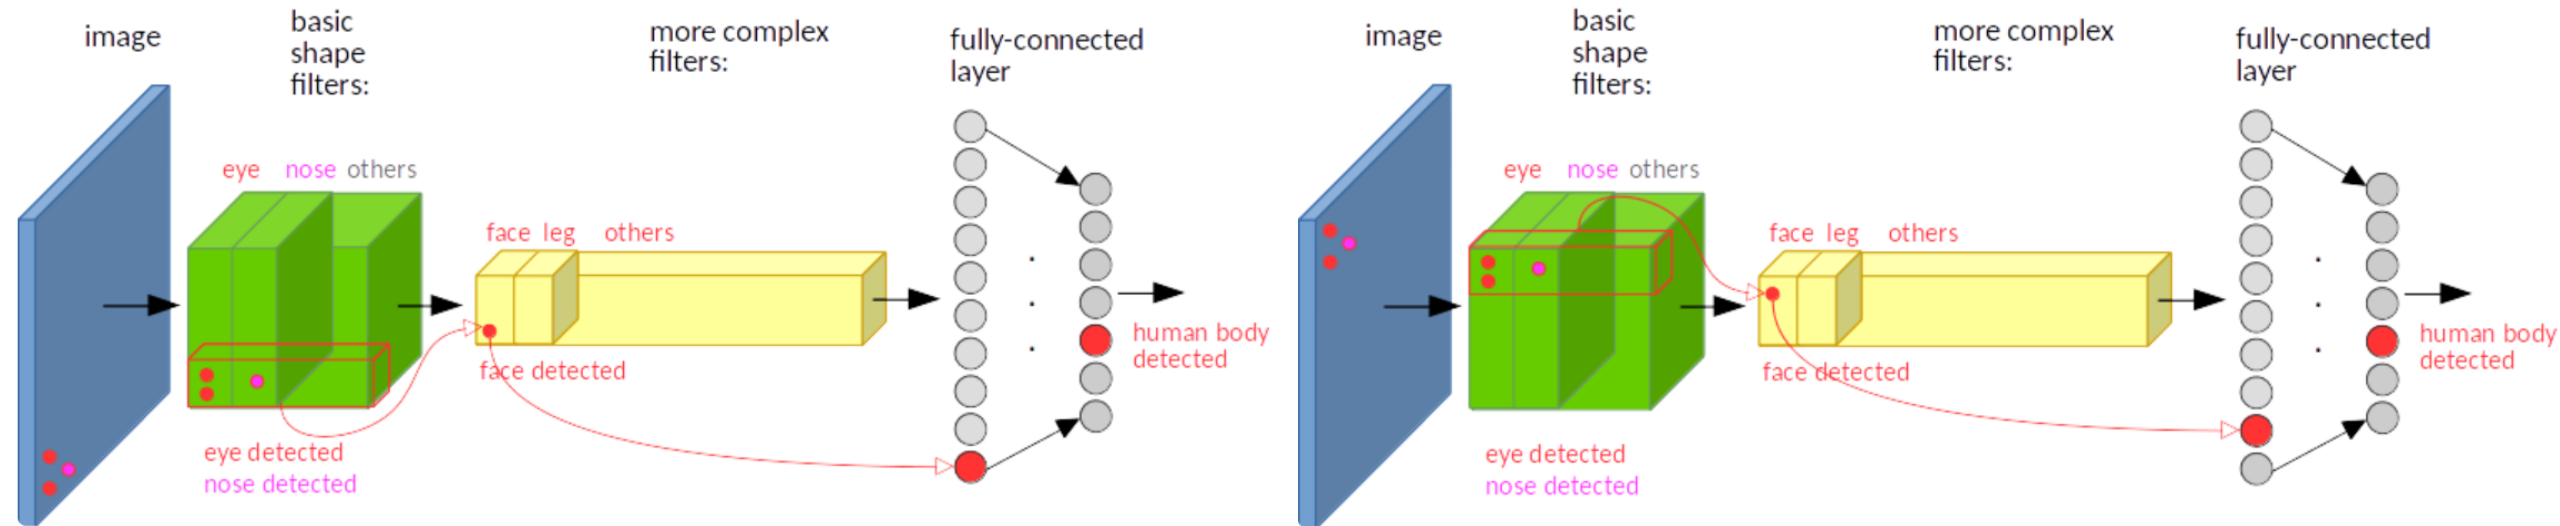 image
basic
shape
filters:
more complex
filters:
fully-connected
layer
eye nose others
face leg others
human body
detected
face detected
eye detected
nose detected
image
basic
shape
filters:
more complex
filters:
fully-connected
layer
eye nose others
face leg others
human body
detected
face detected
eye detected
nose detected